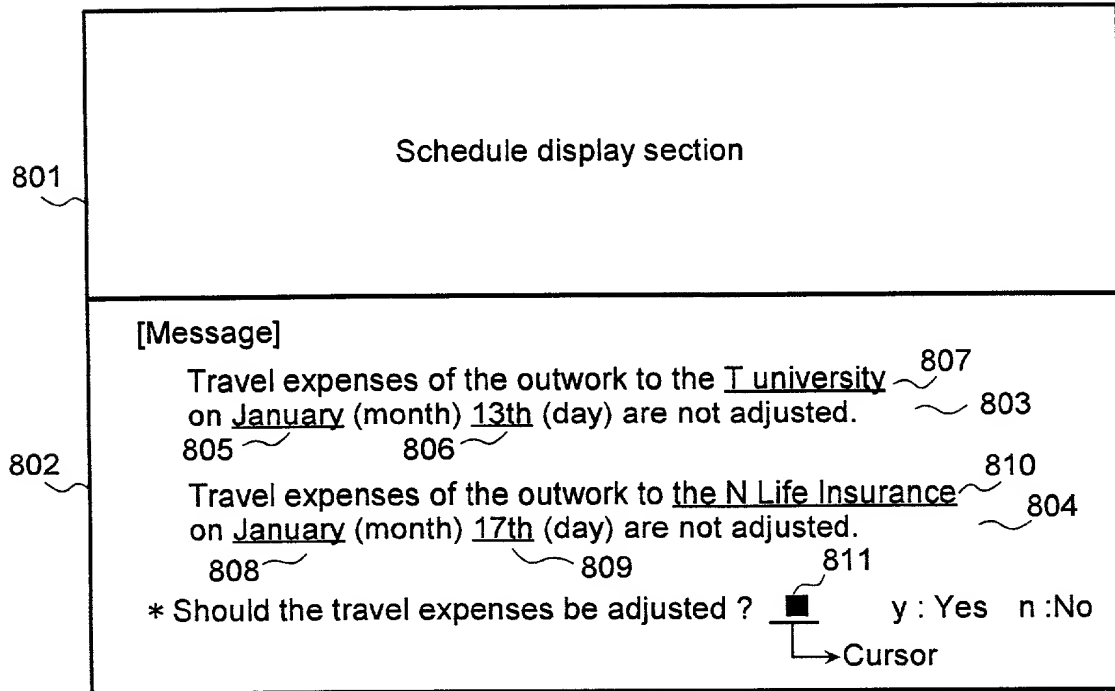 Schedule display section
801
[Message]
Travel expenses of the outwork to the T university 807
on January (month) 13th (day) are not adjusted. 803
805 806
802
Travel expenses of the outwork to the N Life Insurance 810
on January (month) 17th (day) are not adjusted. 804
808 809 811
* Should the travel expenses be adjusted ? ■ y : Yes n :No
Cursor